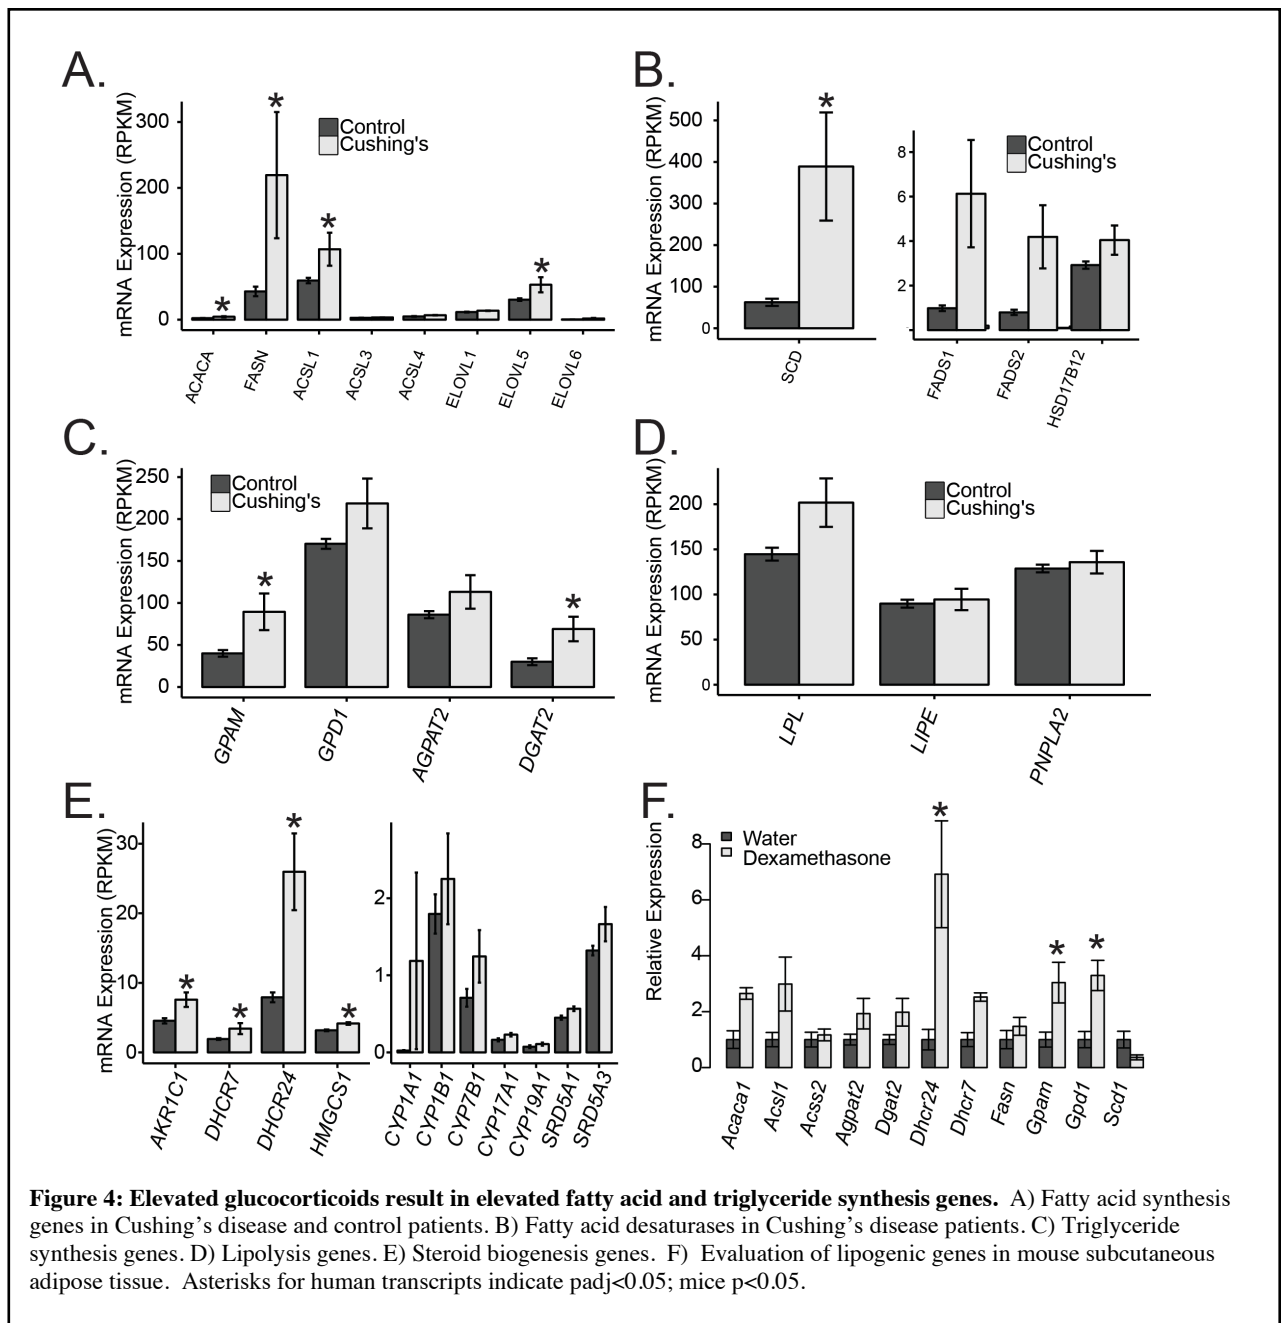 A.
mRNA Expression (RPKM)
300
200
100
0
*
*
*
*
Control
Cushing's
ACACA
FASN
ACSL1
ACSL3
ACSL4
ELOVL1
ELOVL5
ELOVL6
B.
mRNA Expression (RPKM)
500
400
300
200
100
0
*
SCD
8
6
4
2
Control
Cushing's
FADS1
FADS2
HSD17B12
C.
mRNA Expression (RPKM)
250
200
150
100
50
0
Control
Cushing's
*
*
GPAM
GPD1
AGPAT2
DGAT2
D.
mRNA Expression (RPKM)
200
150
100
50
0
Control
Cushing's
LPL
LIPE
PNPLA2
E.
mRNA Expression (RPKM)
30
20
10
0
*
*
*
*
AKR1C1
DHCR7
DHCR24
HMGCS1
2
1
0
CYP1A1
CYP1B1
CYP7B1
CYP17A1
CYP19A1
SRD5A1
SRD5A3
F.
Relative Expression
8
6
4
2
0
Water
Dexamethasone
*
*
*
Acaca1
Acsl1
Acss2
Agpat2
Dgat2
Dhcr24
Dhcr7
Fasn
Gpam
Gpd1
Scd1
Figure 4: Elevated glucocorticoids result in elevated fatty acid and triglyceride synthesis genes. A) Fatty acid synthesis
genes in Cushing’s disease and control patients. B) Fatty acid desaturases in Cushing’s disease patients. C) Triglyceride
synthesis genes. D) Lipolysis genes. E) Steroid biogenesis genes. F) Evaluation of lipogenic genes in mouse subcutaneous
adipose tissue. Asterisks for human transcripts indicate padj<0.05; mice p<0.05.